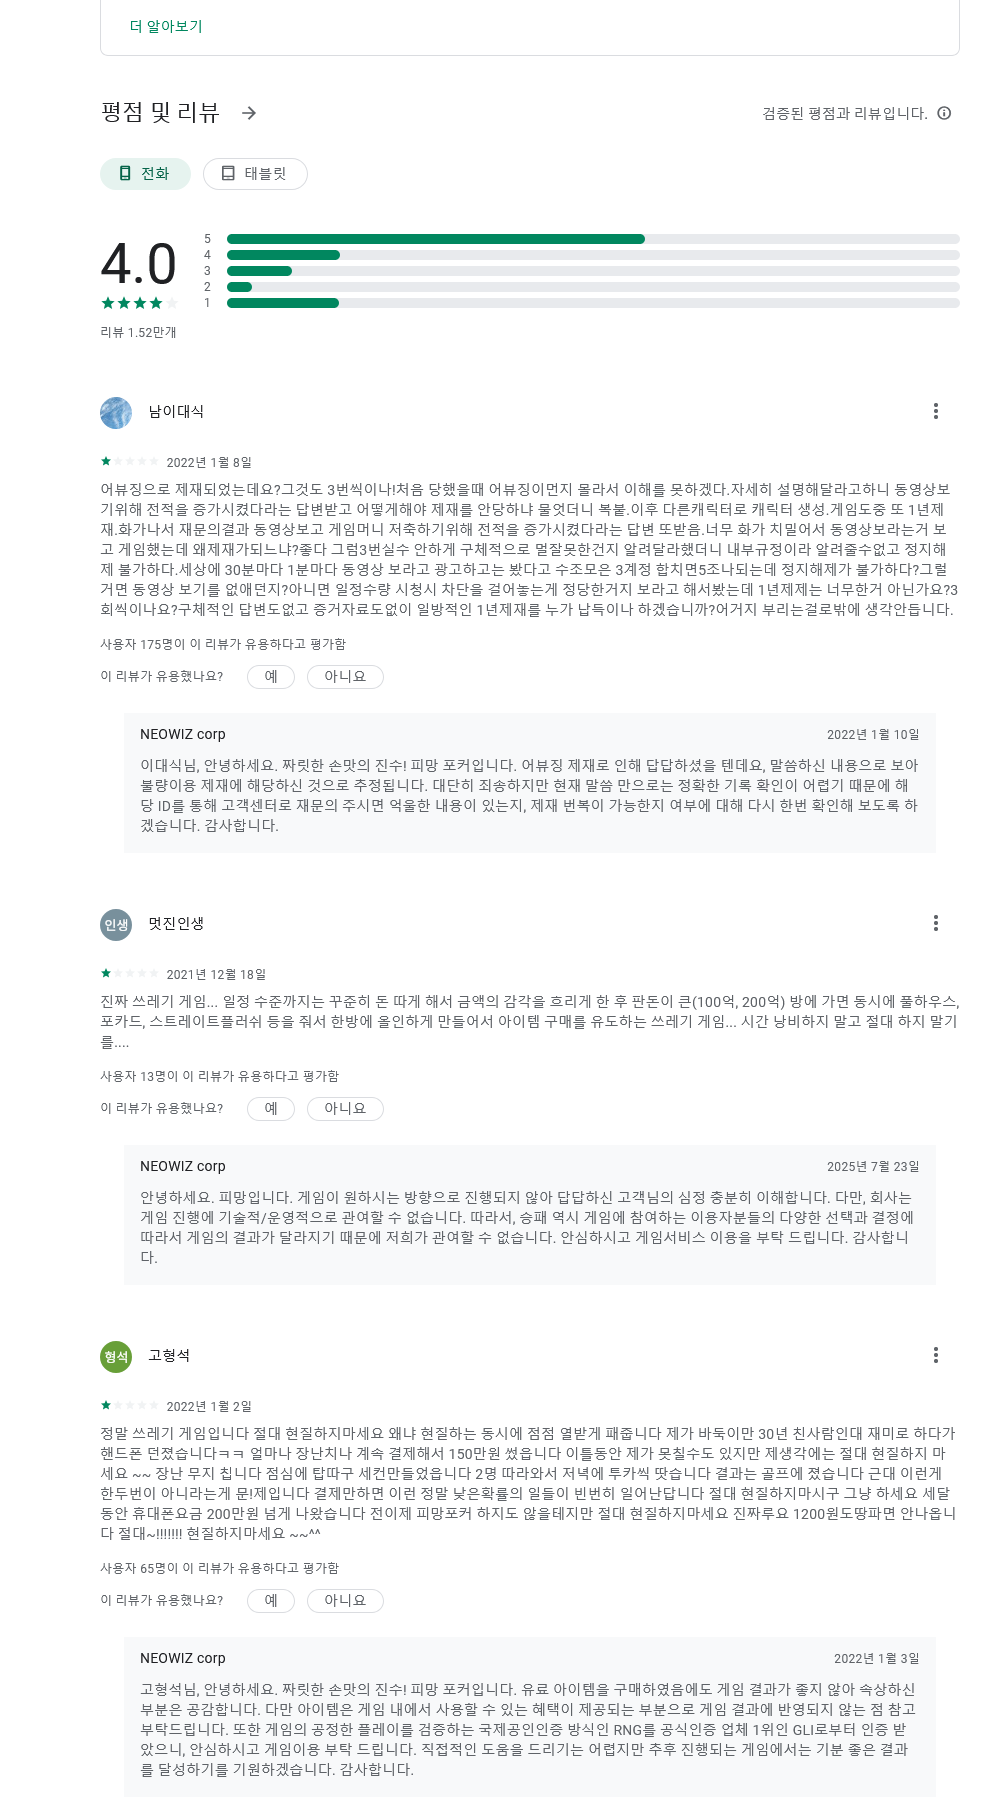 더 알아보기
평점 및 리뷰
검증된 평점과 리뷰입니다.
전화
태블릿
4.0
5
4
3
2
1
리뷰 1.52만개
남이대식
2022년 1월 8일
어뷰징으로 제재되었는데요?그것도 3번씩이나!처음 당했을때 어뷰징이먼지 몰라서 이해를 못하겠다.자세히 설명해달라고하니 동영상보
기위해 전적을 증가시켰다라는 답변받고 어떻게해야 제재를 안당하냐 물엇더니 복붙.이후 다른캐릭터로 캐릭터 생성.게임도중 또 1년제
재.화가나서 재문의결과 동영상보고 게임머니 저축하기위해 전적을 증가시켰다라는 답변 또받음.너무 화가 치밀어서 동영상보라는거 보
고 게임했는데 왜제재가되느냐?좋다 그럼3번실수 안하게 구체적으로 멀잘못한건지 알려달라했더니 내부규정이라 알려줄수없고 정지해
제 불가하다.세상에 30분마다 1분마다 동영상 보라고 광고하고는 봤다고 수조모은 3계정 합치면5조나되는데 정지해제가 불가하다?그럴
거면 동영상 보기를 없애던지?아니면 일정수량 시청시 차단을 걸어놓는게 정당한거지 보라고 해서봤는데 1년제제는 너무한거 아닌가요?3
회씩이나요?구체적인 답변도없고 증거자료도없이 일방적인 1년제재를 누가 납득이나 하겠습니까?어거지 부리는걸로밖에 생각안듭니다.
사용자 175명이 이 리뷰가 유용하다고 평가함
이 리뷰가 유용했나요?
예
아니요
NEOWIZ corp
2022년 1월 10일
이대식님, 안녕하세요. 짜릿한 손맛의 진수! 피망 포커입니다. 어뷰징 제재로 인해 답답하셨을 텐데요, 말씀하신 내용으로 보아
불량이용 제재에 해당하신 것으로 추정됩니다. 대단히 죄송하지만 현재 말씀 만으로는 정확한 기록 확인이 어렵기 때문에 해
당 ID를 통해 고객센터로 재문의 주시면 억울한 내용이 있는지, 제재 번복이 가능한지 여부에 대해 다시 한번 확인해 보도록 하
겠습니다. 감사합니다.
인생
멋진인생
2021년 12월 18일
진짜 쓰레기 게임... 일정 수준까지는 꾸준히 돈 따게 해서 금액의 감각을 흐리게 한 후 판돈이 큰(100억, 200억) 방에 가면 동시에 풀하우스,
포카드, 스트레이트플러쉬 등을 줘서 한방에 올인하게 만들어서 아이템 구매를 유도하는 쓰레기 게임... 시간 낭비하지 말고 절대 하지 말기
를....
사용자 13명이 이 리뷰가 유용하다고 평가함
이 리뷰가 유용했나요?
예
아니요
NEOWIZ corp
2025년 7월 23일
안녕하세요. 피망입니다. 게임이 원하시는 방향으로 진행되지 않아 답답하신 고객님의 심정 충분히 이해합니다. 다만, 회사는
게임 진행에 기술적/운영적으로 관여할 수 없습니다. 따라서, 승패 역시 게임에 참여하는 이용자분들의 다양한 선택과 결정에
따라서 게임의 결과가 달라지기 때문에 저희가 관여할 수 없습니다. 안심하시고 게임서비스 이용을 부탁 드립니다. 감사합니
다.
형석
고형석
2022년 1월 2일
정말 쓰레기 게임입니다 절대 현질하지마세요 왜냐 현질하는 동시에 점점 열받게 패줍니다 제가 바둑이만 30년 친사람인대 재미로 하다가
핸드폰 던졌습니다ㅋㅋ 얼마나 장난치나 계속 결제해서 150만원 썼읍니다 이틀동안 제가 못칠수도 있지만 제생각에는 절대 현질하지 마
세요 ~~ 장난 무지 칩니다 점심에 탑따구 세컨만들었읍니다 2명 따라와서 저녁에 투카씩 땃습니다 결과는 골프에 졌습니다 근대 이런게
한두번이 아니라는게 문!제입니다 결제만하면 이런 정말 낮은확률의 일들이 빈번히 일어난답니다 절대 현질하지마시구 그냥 하세요 세달
동안 휴대폰요금 200만원 넘게 나왔습니다 전이제 피망포커 하지도 않을테지만 절대 현질하지마세요 진짜루요 1200원도땅파면 안나옵니
다 절대~!!!!!!! 현질하지마세요 ~~^^
사용자 65명이 이 리뷰가 유용하다고 평가함
이 리뷰가 유용했나요?
예
아니요
NEOWIZ corp
2022년 1월 3일
고형석님, 안녕하세요. 짜릿한 손맛의 진수! 피망 포커입니다. 유료 아이템을 구매하였음에도 게임 결과가 좋지 않아 속상하신
부분은 공감합니다. 다만 아이템은 게임 내에서 사용할 수 있는 혜택이 제공되는 부분으로 게임 결과에 반영되지 않는 점 참고
부탁드립니다. 또한 게임의 공정한 플레이를 검증하는 국제공인인증 방식인 RNG를 공식인증 업체 1위인 GLI로부터 인증 받
았으니, 안심하시고 게임이용 부탁 드립니다. 직접적인 도움을 드리기는 어렵지만 추후 진행되는 게임에서는 기분 좋은 결과
를 달성하기를 기원하겠습니다. 감사합니다.